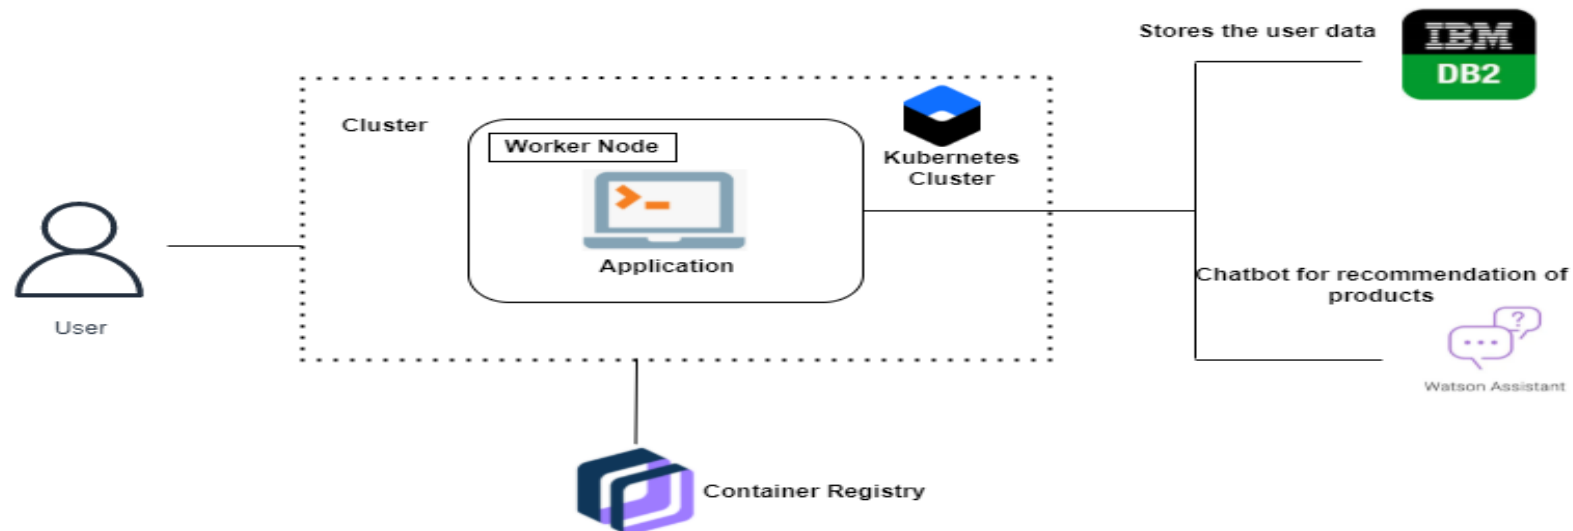 Stores the user data
IBM
DB2
Cluster
Worker Node
Kubernetes
Cluster
Application
User
Chatbot for recommendation of
products
?
Watson Assistant
Container Registry